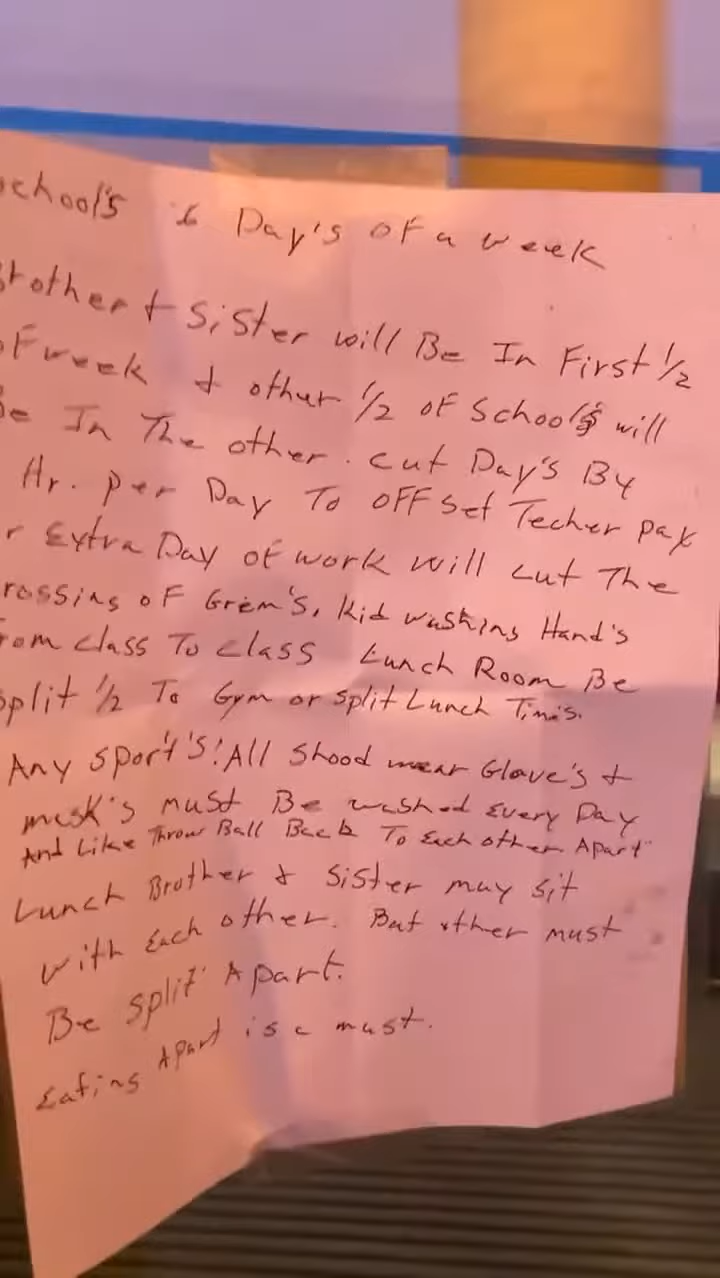 chool's 6 Day's of a week
Brother + Sister will Be In First 1/2
of week + other 1/2 of School's will
Be In The other. cut Day's By
Hr. per Day To OFFset Techer pay
r Extra Day of work will cut The
rossing of Grem's, Kid washing Hand's
rom class To class Lunch Room Be
split 1/2 To Gym or split Lunch Time's.
Any sport's! All Shood wear Glove's +
mask's must Be washed Every Day
And Like Throw Ball Back To Each other Apart
Lunch Brother & Sister may sit
with Each other. But other must
Be split Apart.
Eating Apart is a must.